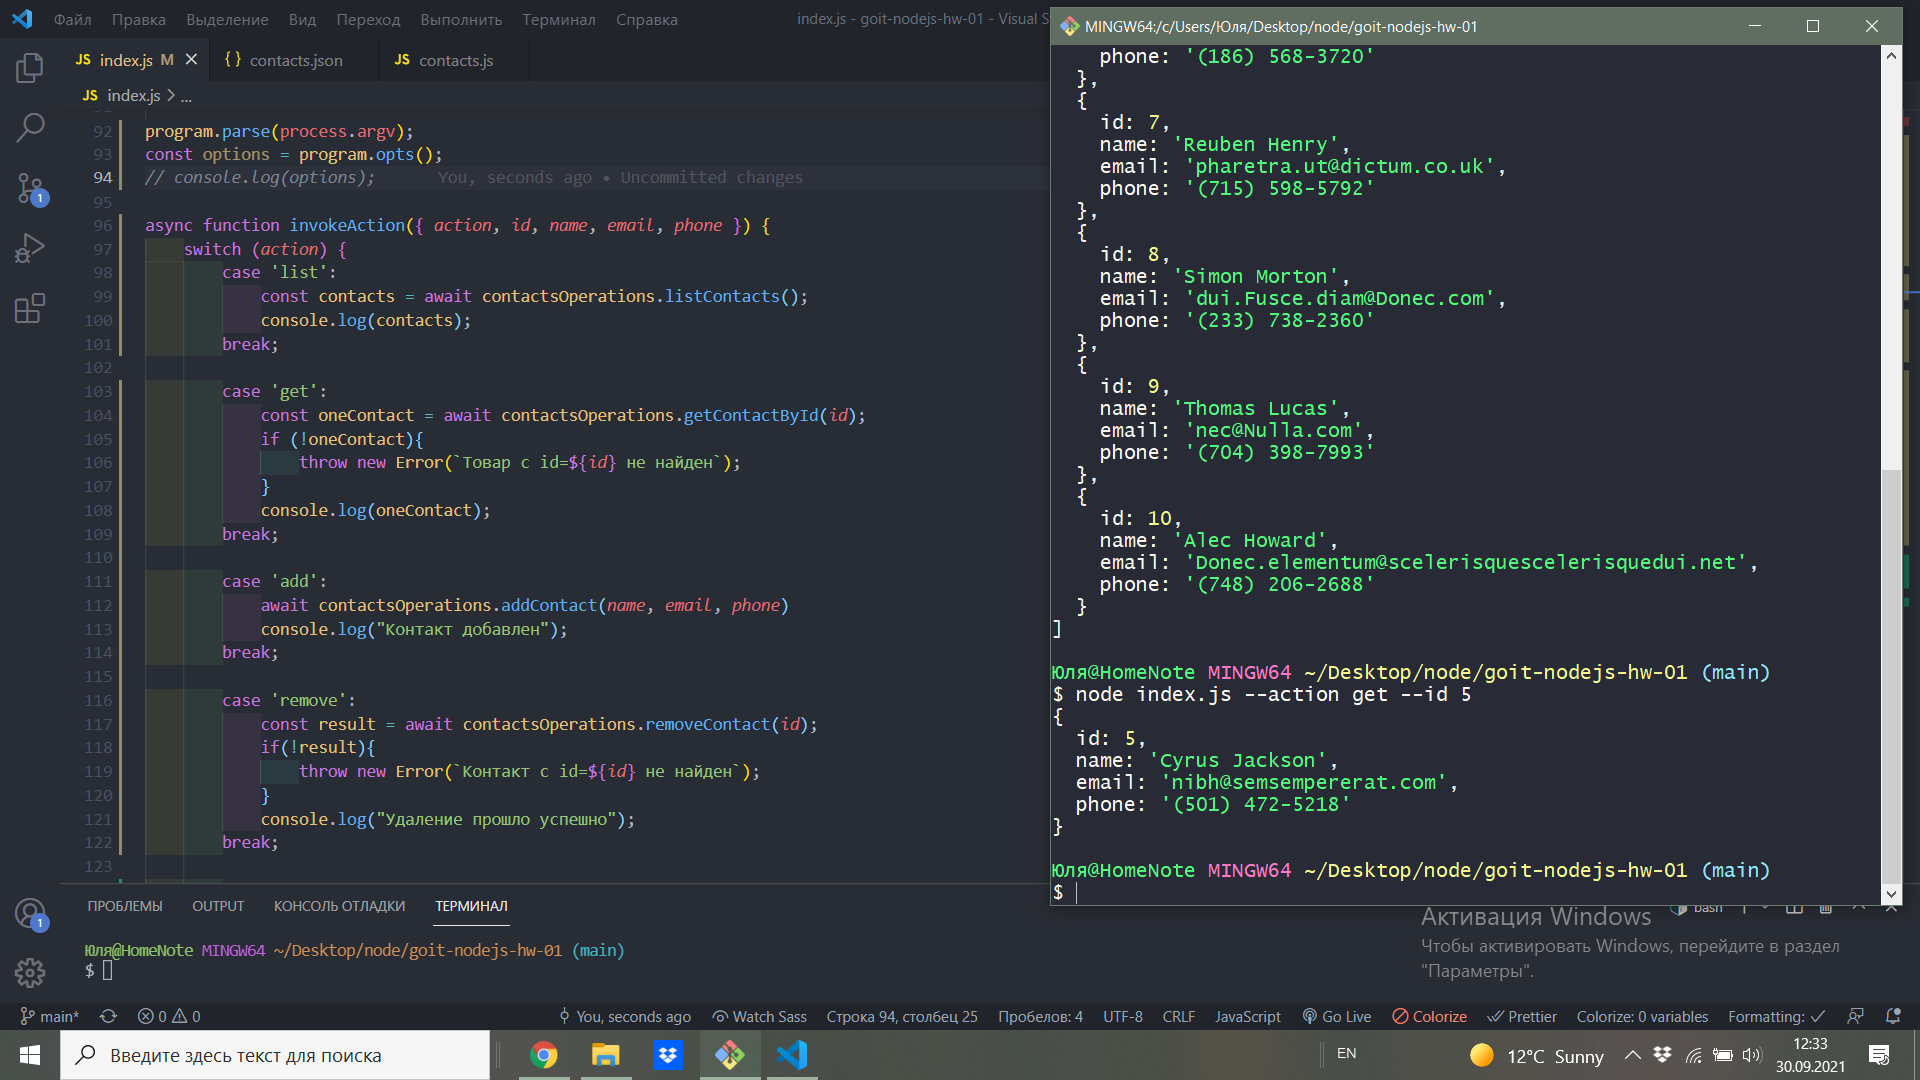 Файл Правка Выделение Вид Переход Выполнить Терминал Справка
index.js - goit-nodejs-hw-01 - Visual S
JS index.js M
{ } contacts.json
JS contacts.js
JS index.js > ...
92 program.parse(process.argv);
93 const options = program.opts();
94 // console.log(options); You, seconds ago • Uncommitted changes
95
96 async function invokeAction({ action, id, name, email, phone }) {
97 switch (action) {
98 case 'list':
99 const contacts = await contactsOperations.listContacts();
100 console.log(contacts);
101 break;
102
103 case 'get':
104 const oneContact = await contactsOperations.getContactById(id);
105 if (!oneContact){
106 throw new Error(`Товар с id=${id} не найден`);
107 }
108 console.log(oneContact);
109 break;
110
111 case 'add':
112 await contactsOperations.addContact(name, email, phone)
113 console.log("Контакт добавлен");
114 break;
115
116 case 'remove':
117 const result = await contactsOperations.removeContact(id);
118 if(!result){
119 throw new Error(`Контакт с id=${id} не найден`);
120 }
121 console.log("Удаление прошло успешно");
122 break;
123
1
1
ПРОБЛЕМЫ OUTPUT КОНСОЛЬ ОТЛАДКИ ТЕРМИНАЛ
bash
Юля@HomeNote MINGW64 ~/Desktop/node/goit-nodejs-hw-01 (main)
$
MINGW64:/c/Users/Юля/Desktop/node/goit-nodejs-hw-01
phone: '(186) 568-3720'
},
{
id: 7,
name: 'Reuben Henry',
email: 'pharetra.ut@dictum.co.uk',
phone: '(715) 598-5792'
},
{
id: 8,
name: 'Simon Morton',
email: 'dui.Fusce.diam@Donec.com',
phone: '(233) 738-2360'
},
{
id: 9,
name: 'Thomas Lucas',
email: 'nec@Nulla.com',
phone: '(704) 398-7993'
},
{
id: 10,
name: 'Alec Howard',
email: 'Donec.elementum@scelerisquescelerisquedui.net',
phone: '(748) 206-2688'
}
]
Юля@HomeNote MINGW64 ~/Desktop/node/goit-nodejs-hw-01 (main)
$ node index.js --action get --id 5
{
id: 5,
name: 'Cyrus Jackson',
email: 'nibh@semsempererat.com',
phone: '(501) 472-5218'
}
Юля@HomeNote MINGW64 ~/Desktop/node/goit-nodejs-hw-01 (main)
$
Активация Windows
Чтобы активировать Windows, перейдите в раздел
"Параметры".
main* 0 0 You, seconds ago Watch Sass Строка 94, столбец 25 Пробелов: 4 UTF-8 CRLF JavaScript Go Live Colorize Prettier Colorize: 0 variables Formatting:
Введите здесь текст для поиска
EN
12°C Sunny
12:33
30.09.2021